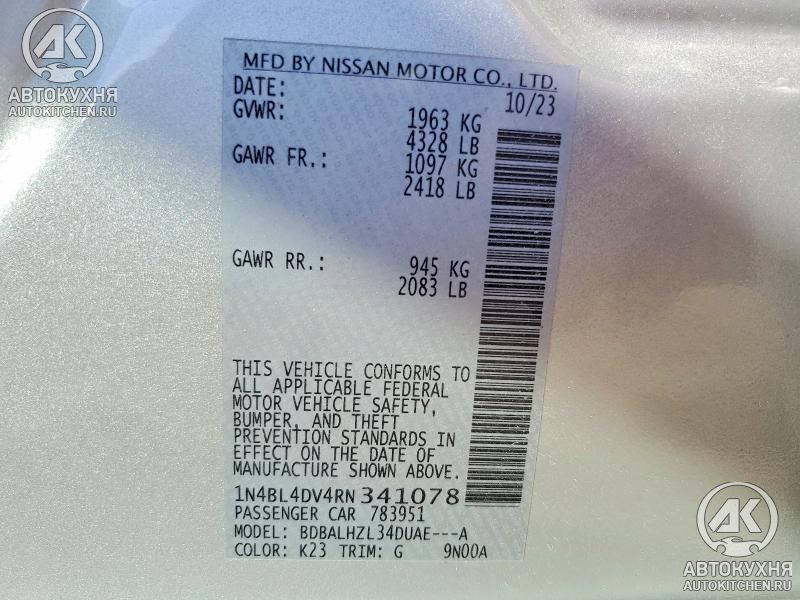 AK
АВТОКУХНЯ
AUTOKITCHEN.RU
MFD BY NISSAN MOTOR CO., LTD.
DATE: 10/23
GVWR: 1963 KG
4328 LB
GAWR FR.: 1097 KG
2418 LB
GAWR RR.: 945 KG
2083 LB
THIS VEHICLE CONFORMS TO
ALL APPLICABLE FEDERAL
MOTOR VEHICLE SAFETY,
BUMPER, AND THEFT
PREVENTION STANDARDS IN
EFFECT ON THE DATE OF
MANUFACTURE SHOWN ABOVE.
1N4BL4DV4RN341078
PASSENGER CAR 783951
MODEL: BDBALHZL34DUAE---A
COLOR: K23 TRIM: G 9N00A
AK
АВТОКУХНЯ
AUTOKITCHEN.RU